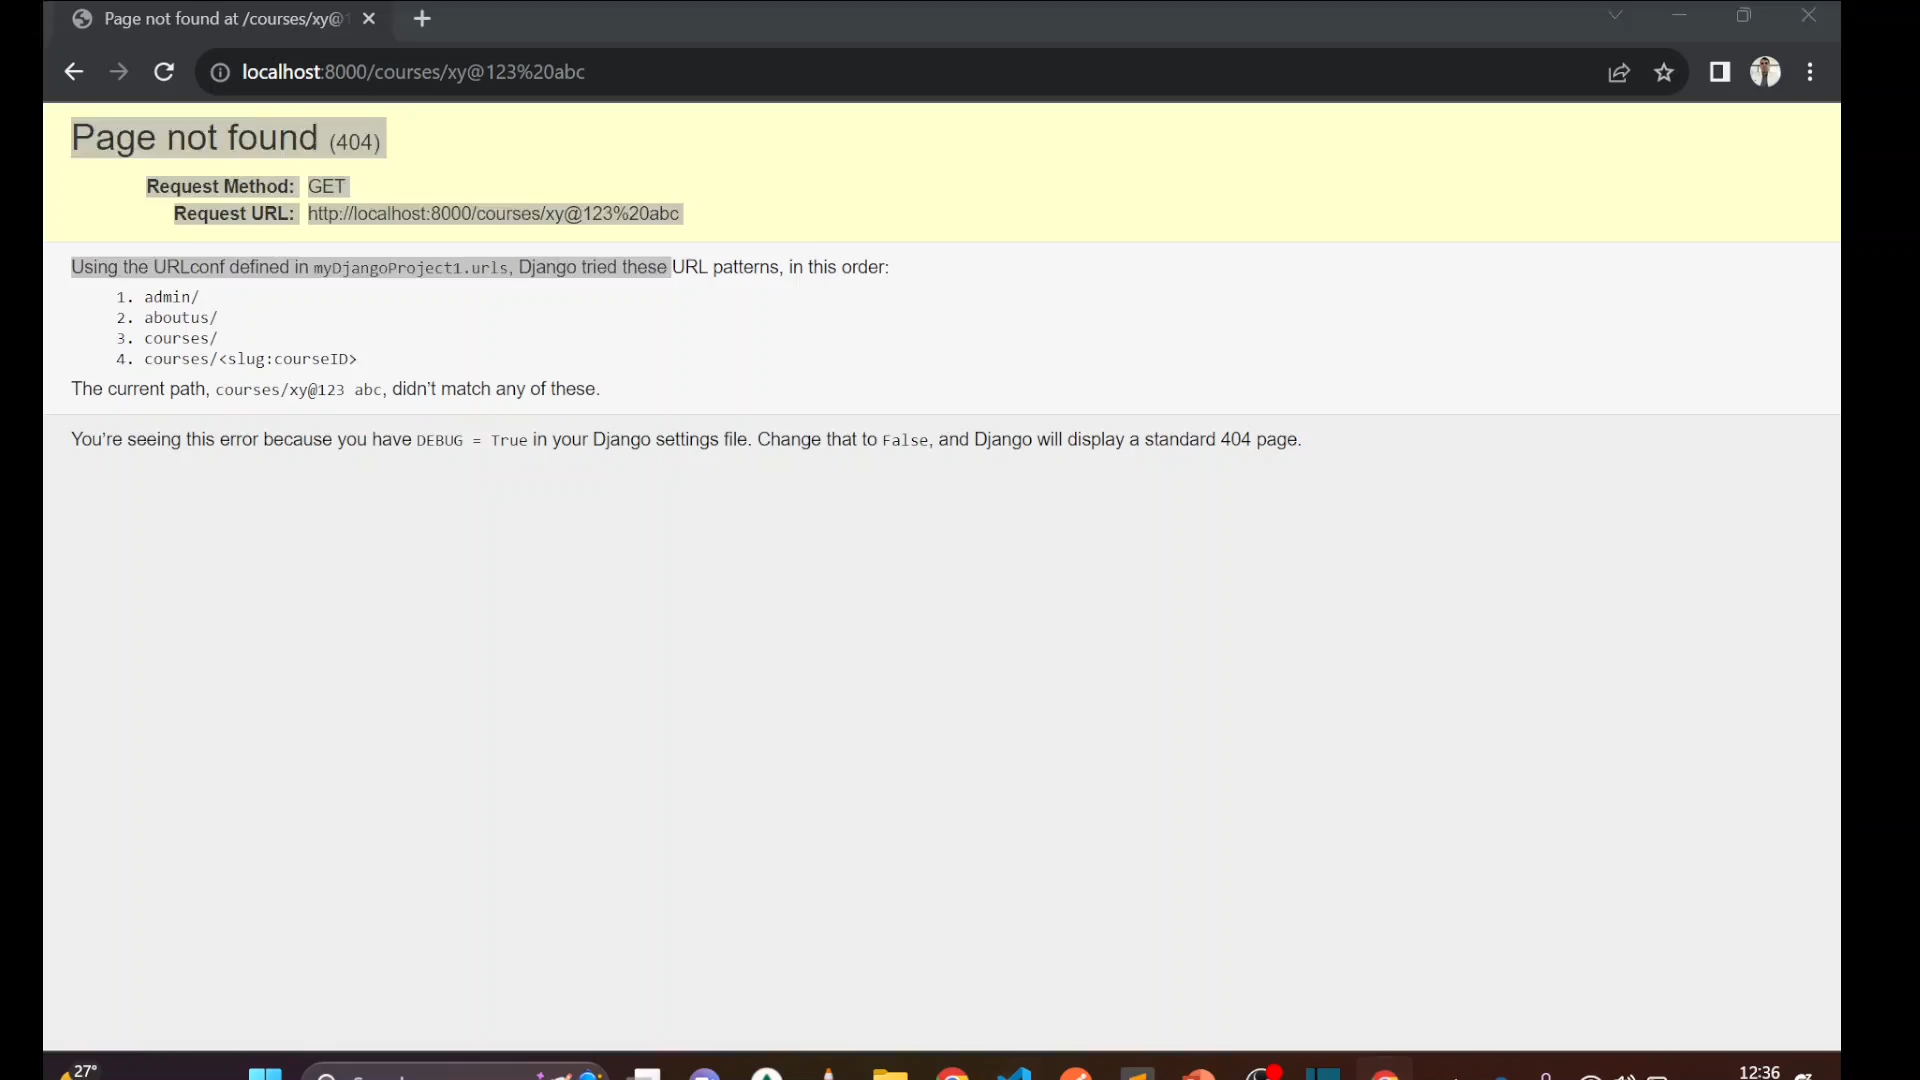 Page not found at /courses/xy@
localhost:8000/courses/xy@123%20abc
Page not found (404)
Request Method: GET
Request URL: http://localhost:8000/courses/xy@123%20abc
Using the URLconf defined in myDjangoProject1.urls, Django tried these URL patterns, in this order:
1. admin/
2. aboutus/
3. courses/
4. courses/<slug:courseID>
The current path, courses/xy@123 abc, didn’t match any of these.
You’re seeing this error because you have DEBUG = True in your Django settings file. Change that to False, and Django will display a standard 404 page.
27°
12:36